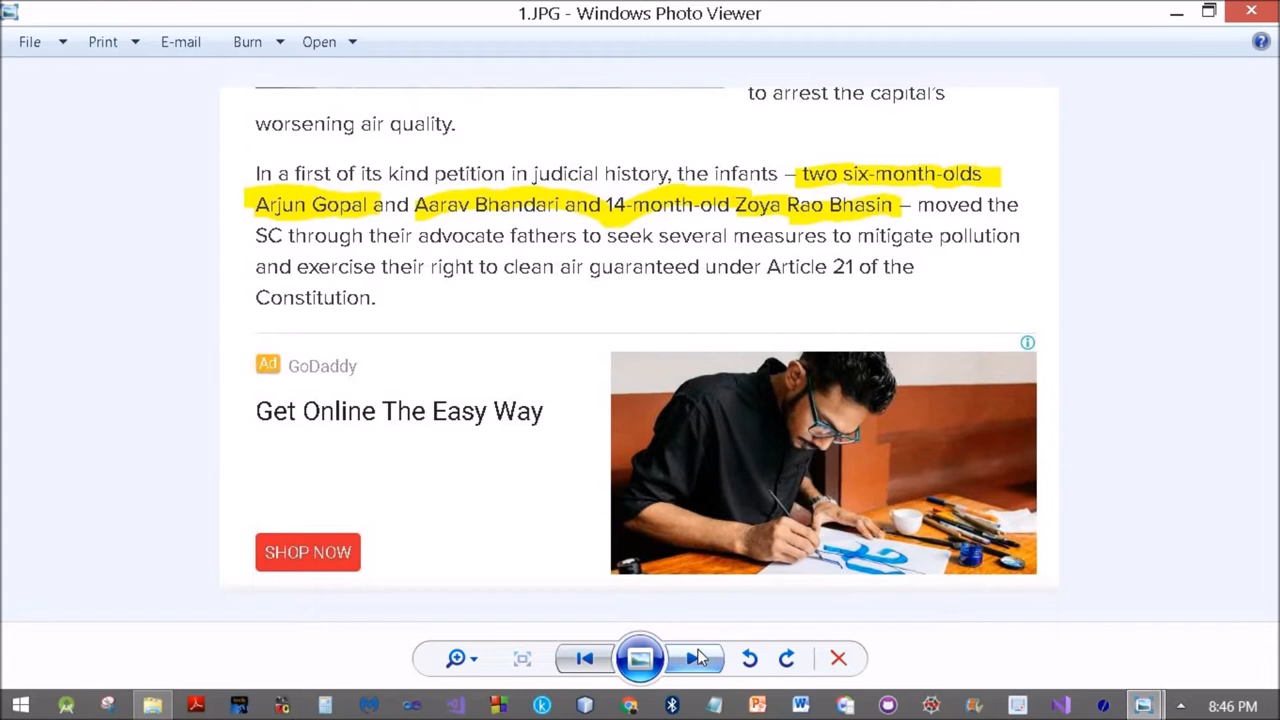 1.JPG - Windows Photo Viewer
File Print E-mail Burn Open
to arrest the capital's
worsening air quality.
In a first of its kind petition in judicial history, the infants – two six-month-olds
Arjun Gopal and Aarav Bhandari and 14-month-old Zoya Rao Bhasin – moved the
SC through their advocate fathers to seek several measures to mitigate pollution
and exercise their right to clean air guaranteed under Article 21 of the
Constitution.
Ad GoDaddy
Get Online The Easy Way
SHOP NOW
8:46 PM